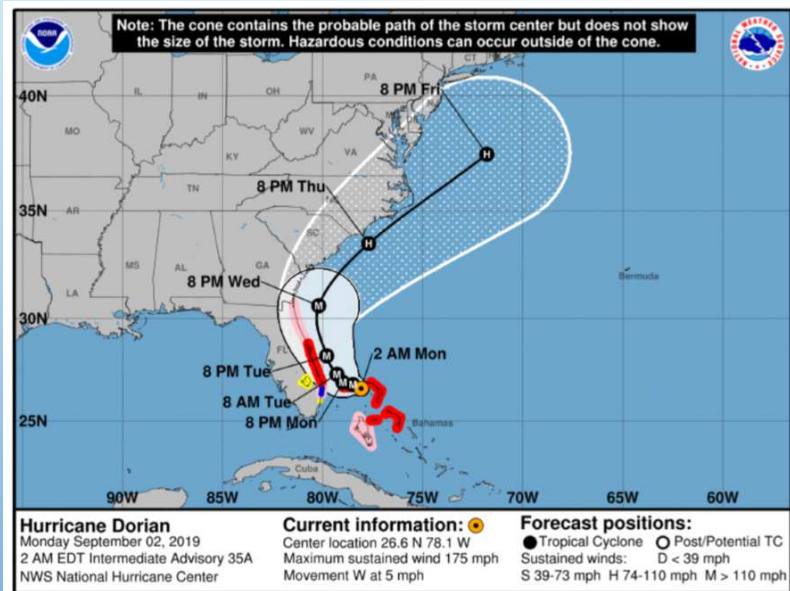 Note: The cone contains the probable path of the storm center but does not show
the size of the storm. Hazardous conditions can occur outside of the cone.
NOAA
NATIONAL WEATHER SERVICE
40N
35N
30N
25N
IL
IN
OH
PA
CT
MO
WV
VA
KY
TN
NC
AR
SC
MS
AL
GA
LA
FL
8 PM Fri
8 PM Thu
8 PM Wed
8 PM Tue
8 AM Tue
8 PM Mon
2 AM Mon
H
H
M
M
M
M
M
Bermuda
Bahamas
Cuba
90W
85W
80W
75W
70W
65W
60W
Hurricane Dorian
Monday September 02, 2019
2 AM EDT Intermediate Advisory 35A
NWS National Hurricane Center
Current information:
Center location 26.6 N 78.1 W
Maximum sustained wind 175 mph
Movement W at 5 mph
Forecast positions:
Tropical Cyclone Post/Potential TC
Sustained winds: D < 39 mph
S 39-73 mph H 74-110 mph M > 110 mph